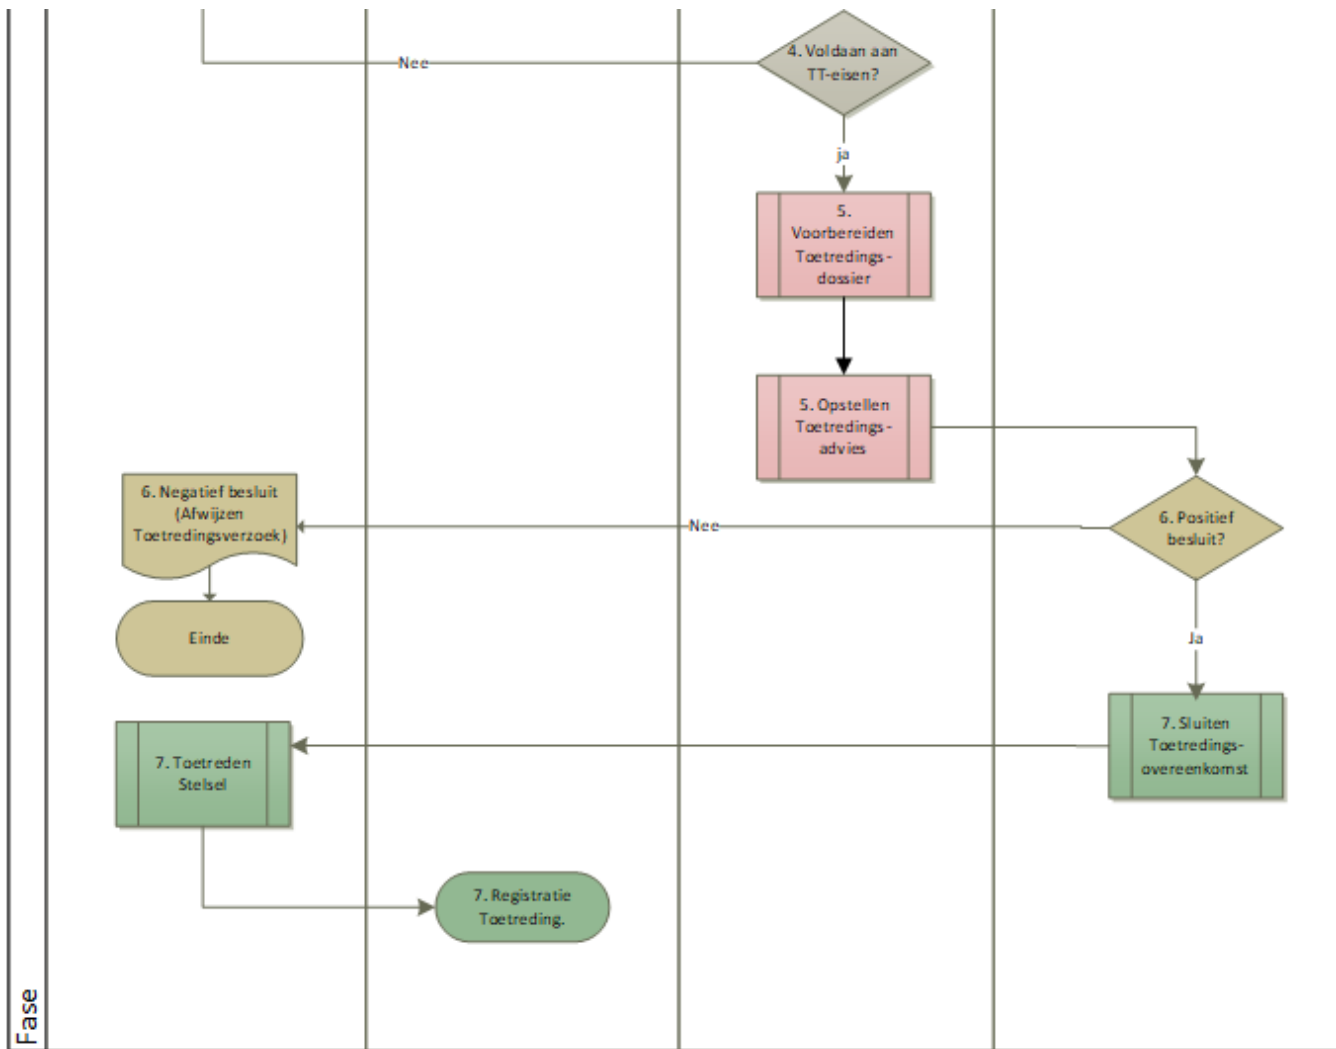 4. Voldaan aan
TT-eisen?
Nee
ja
5.
Voorbereiden
Toetredings-
dossier
5. Opstellen
Toetredings-
advies
6. Negatief besluit
(Afwijzen
Toetredingsverzoek)
Nee
6. Positief
besluit?
Einde
Ja
7. Sluiten
Toetredings-
overeenkomst
7. Toetreden
Stelsel
7. Registratie
Toetreding.
Fase